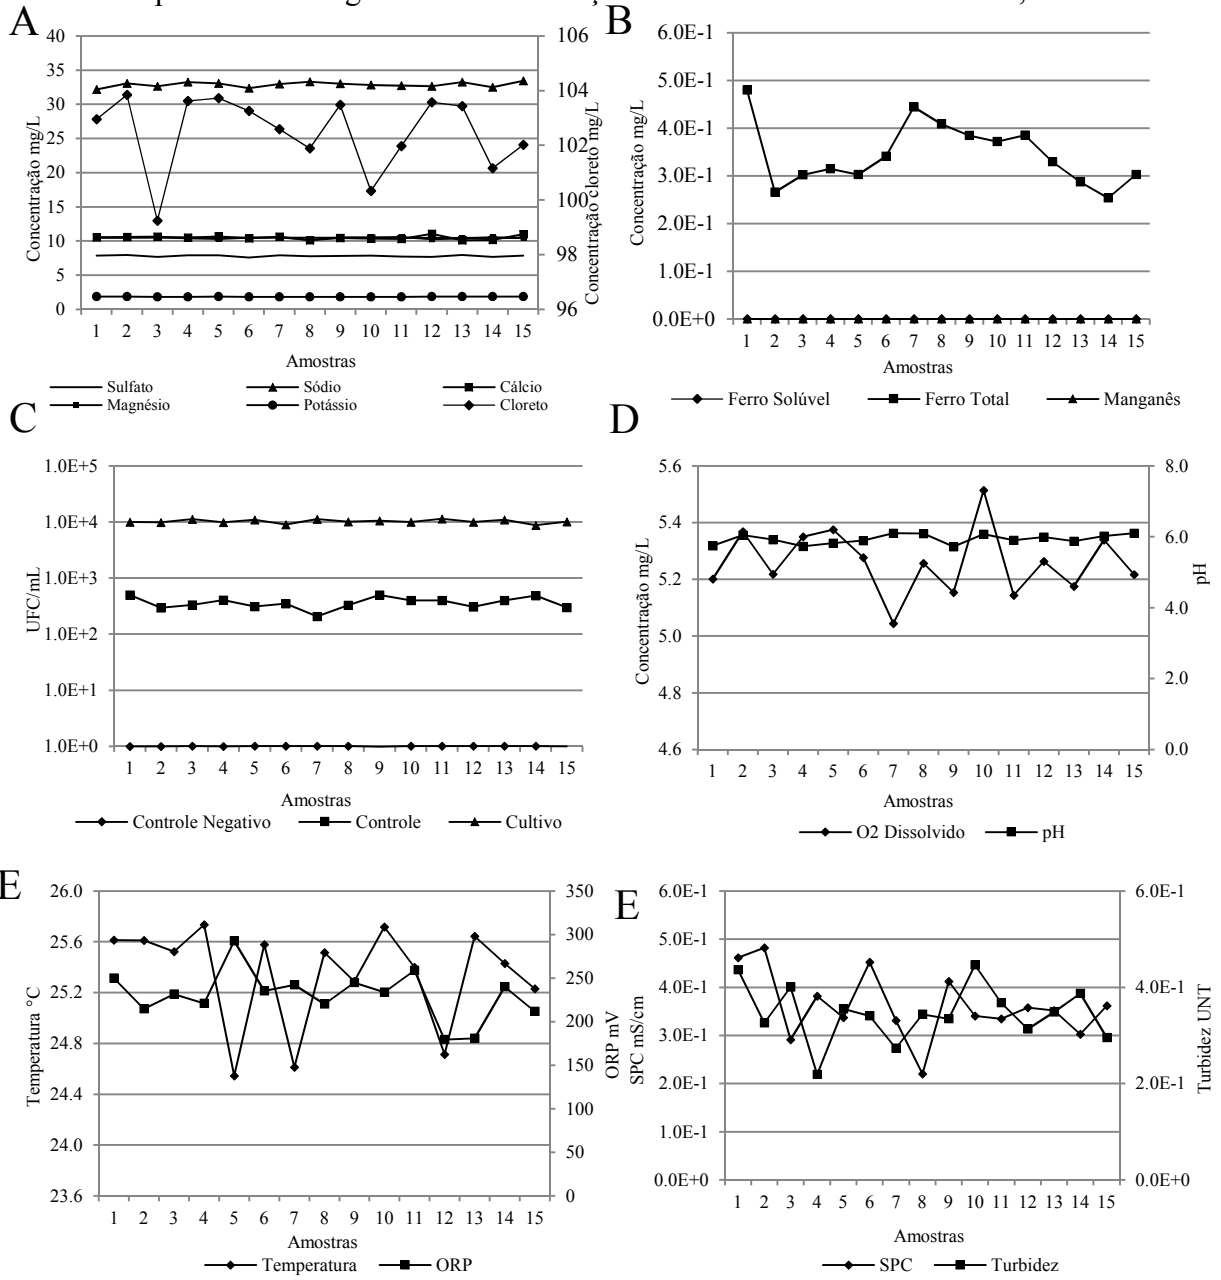 A
40
35
30
25
20
15
10
5
0
106
104
102
100
98
96
Concentração mg/L
Concentração cloreto mg/L
1 2 3 4 5 6 7 8 9 10 11 12 13 14 15
Amostras
Sulfato Sódio Cálcio
Magnésio Potássio Cloreto
B
6.0E-1
5.0E-1
4.0E-1
3.0E-1
2.0E-1
1.0E-1
0.0E+0
Concentração mg/L
1 2 3 4 5 6 7 8 9 10 11 12 13 14 15
Amostras
Ferro Solúvel Ferro Total Manganês
C
1.0E+5
1.0E+4
1.0E+3
1.0E+2
1.0E+1
1.0E+0
UFC/mL
1 2 3 4 5 6 7 8 9 10 11 12 13 14 15
Amostras
Controle Negativo Controle Cultivo
D
5.6
5.4
5.2
5.0
4.8
4.6
8.0
6.0
4.0
2.0
0.0
Concentração mg/L
pH
1 2 3 4 5 6 7 8 9 10 11 12 13 14 15
Amostras
O2 Dissolvido pH
E
26.0
25.6
25.2
24.8
24.4
24.0
23.6
350
300
250
200
150
100
50
0
Temperatura °C
ORP mV
1 2 3 4 5 6 7 8 9 10 11 12 13 14 15
Amostras
Temperatura ORP
E
6.0E-1
5.0E-1
4.0E-1
3.0E-1
2.0E-1
1.0E-1
0.0E+0
6.0E-1
4.0E-1
2.0E-1
0.0E+0
SPC mS/cm
Turbidez UNT
1 2 3 4 5 6 7 8 9 10 11 12 13 14 15
Amostras
SPC Turbidez